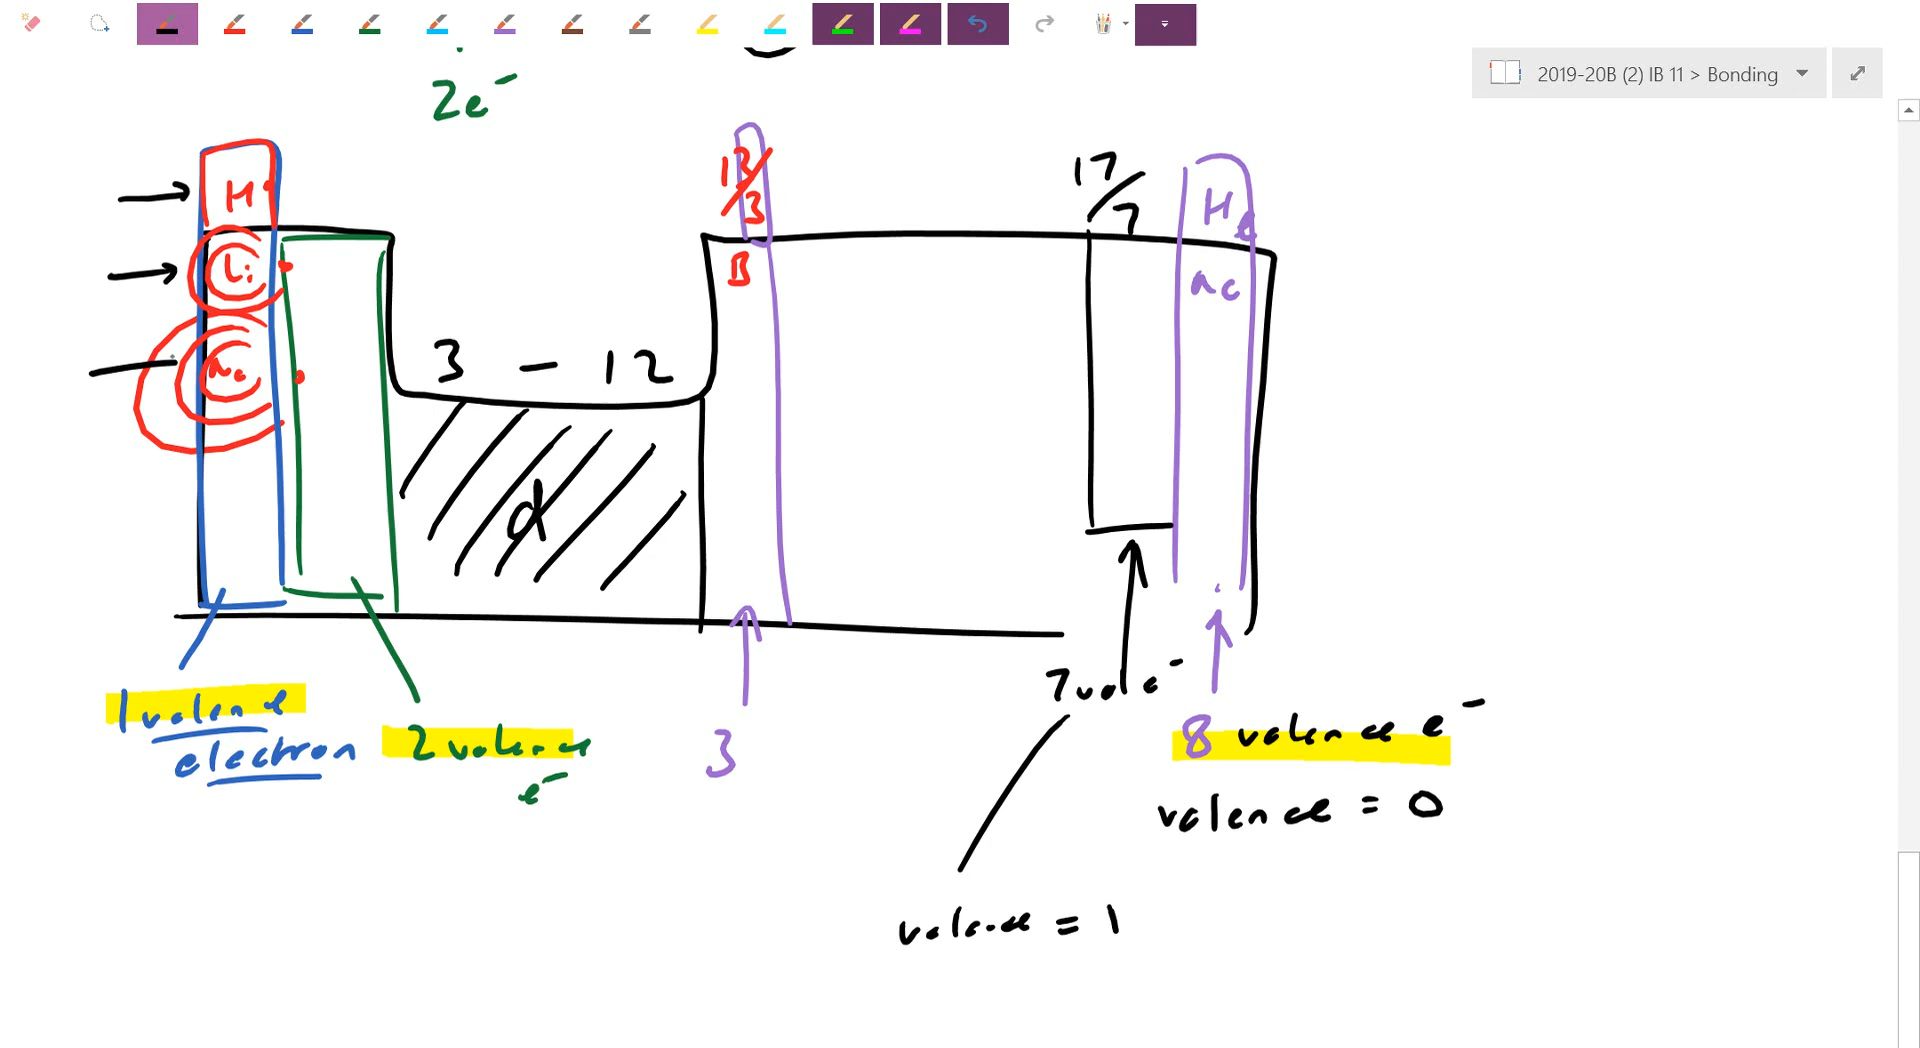 2019-20B (2) IB 11 > Bonding
2e⁻
H
Li
13/3
B
17/7
He
Ne
3 - 12
d
1 valence
electron
2 valence
e⁻
3
7 val e⁻
8 valence e⁻
valence = 0
valence = 1